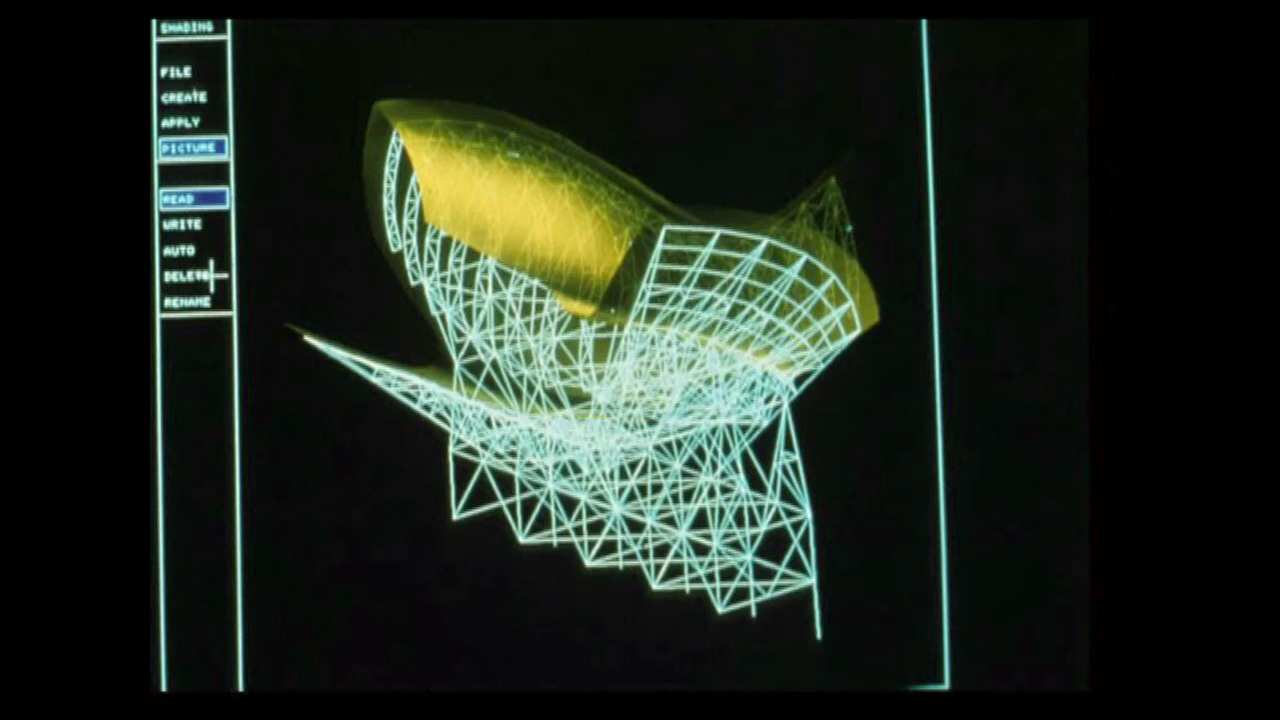 SHADING
FILE
CREATE
APPLY
PICTURE
READ
WRITE
AUTO
DELETE
RENAME